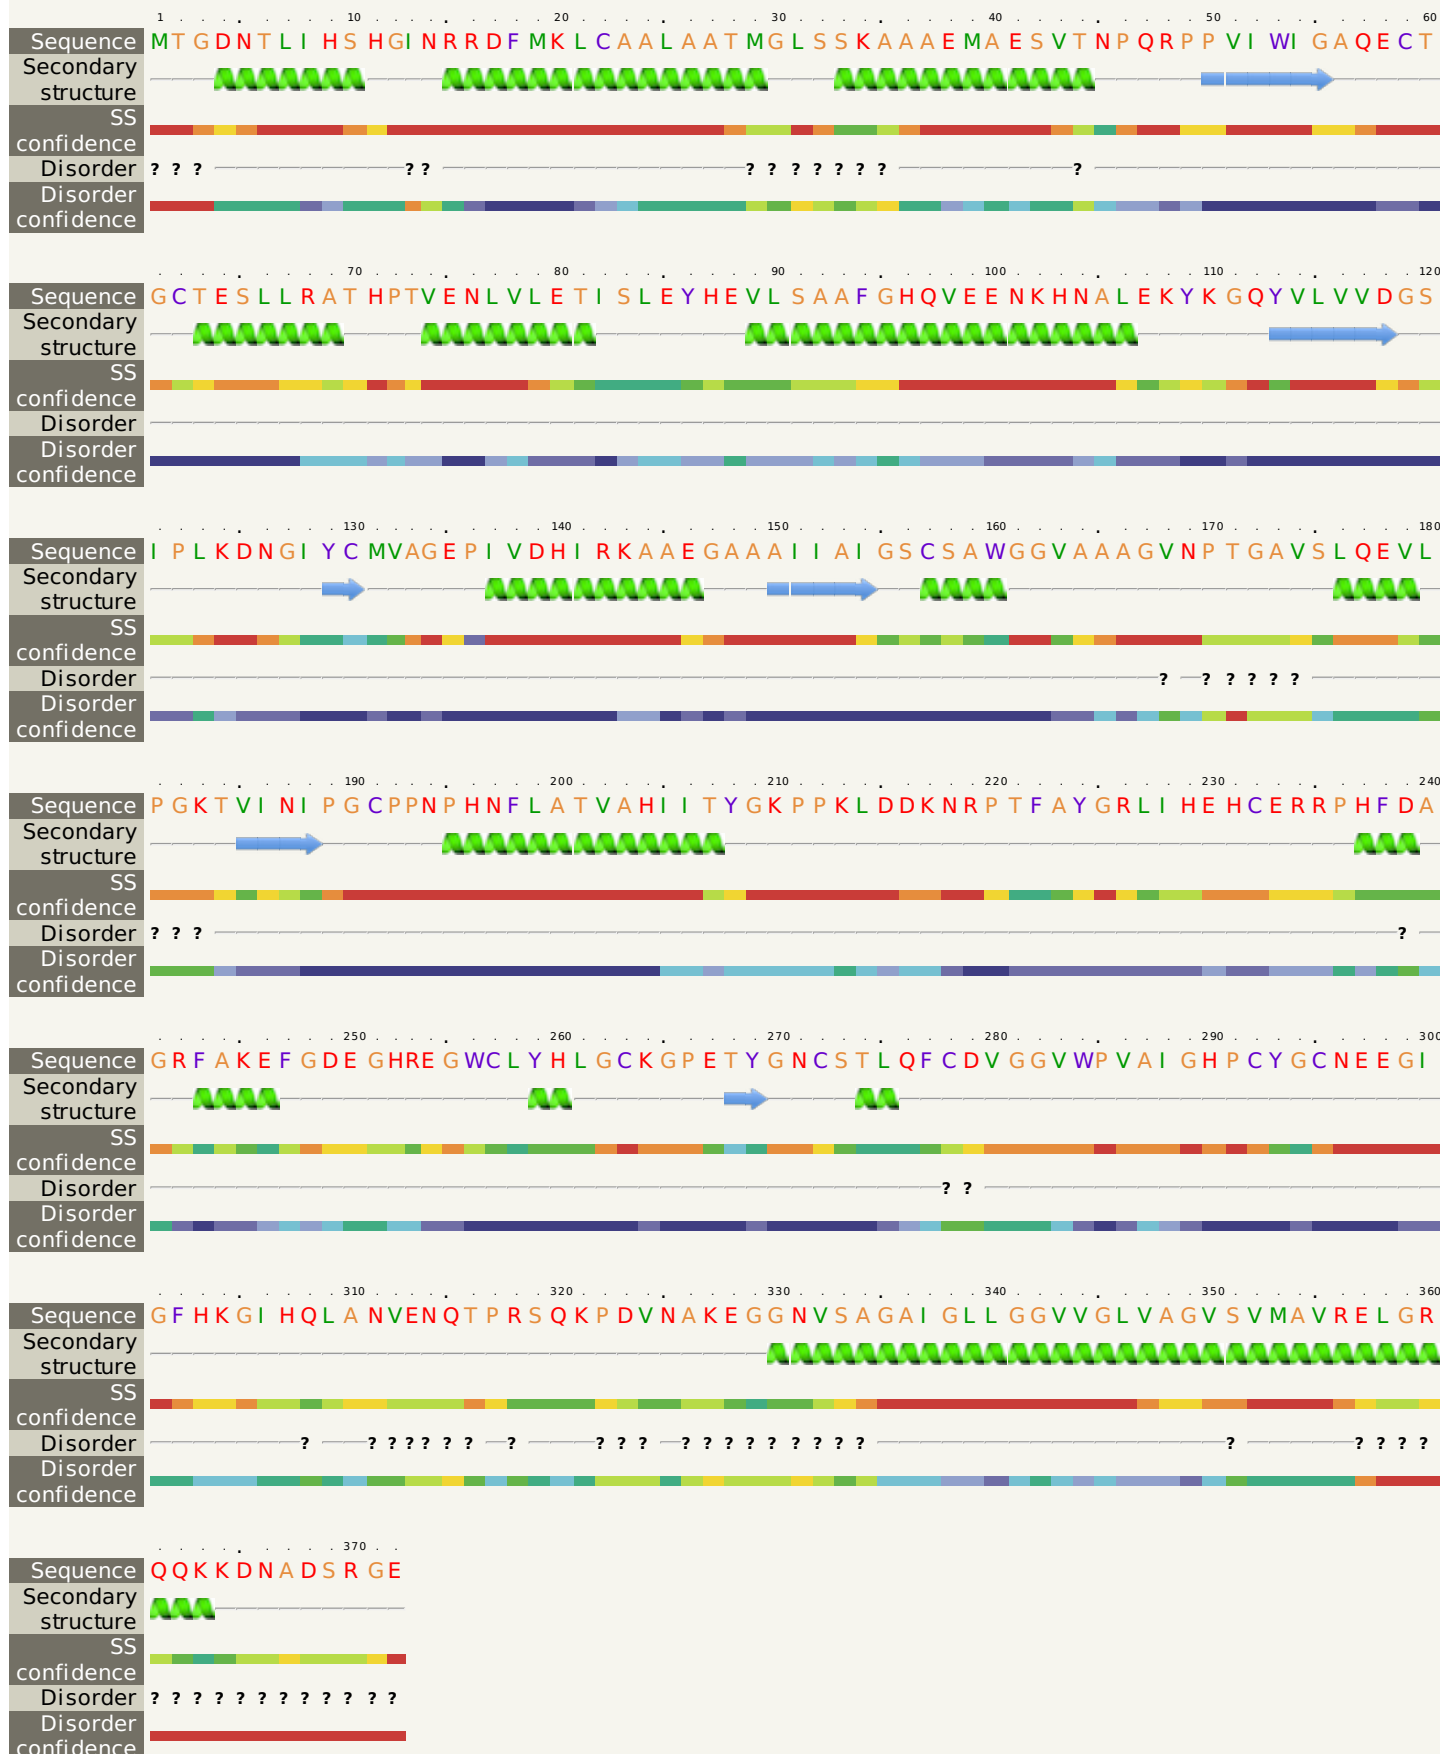 1 10 20 30 40 50 60
Sequence MTGDNTLIHSHGINRRDFMKLCAALAATMGLSSKAAAEMAESVTNPQRPPVIWIGAQECT
Secondary
structure
SS
confidence
Disorder ? ? ? ? ? ? ? ? ? ? ? ? ?
Disorder
confidence
70 80 90 100 110 120
Sequence GCTESLLRATHPTVENLVLETISLEYHEVLSAAFGHQVEENKHNALEKYKGQYVLVVDGS
Secondary
structure
SS
confidence
Disorder
Disorder
confidence
130 140 150 160 170 180
Sequence IPLKDNGIYCMVAGEPIVDHIRKAAEGAAAIIAIGSCSAWGGVAAAGVNPTGAVSLQEVL
Secondary
structure
SS
confidence
Disorder ? ? ? ? ? ?
Disorder
confidence
190 200 210 220 230 240
Sequence PGKTVINIPGCPPNPHNFLATVAHIITYGKPPKLDDKNRPTFAYGRLIHEHCERRPHFDA
Secondary
structure
SS
confidence
Disorder ? ? ? ?
Disorder
confidence
250 260 270 280 290 300
Sequence GRFAKEFGDEGHREGWCLYHLGCKGPETYGNCSTLQFCDVGGVWPVAIGHPCYGCNEEGI
Secondary
structure
SS
confidence
Disorder ? ?
Disorder
confidence
310 320 330 340 350 360
Sequence GFHKGIHQLANVENQTPRSQKPDVNAKEGGNVSAGAIGLLGGVVGLVAGVSVMAVRELGR
Secondary
structure
SS
confidence
Disorder ? ? ? ? ? ? ? ? ? ? ? ? ? ? ? ? ? ? ? ? ? ? ? ? ?
Disorder
confidence
370
Sequence QQKKDNADSRGE
Secondary
structure
SS
confidence
Disorder ? ? ? ? ? ? ? ? ? ? ? ?
Disorder
confidence